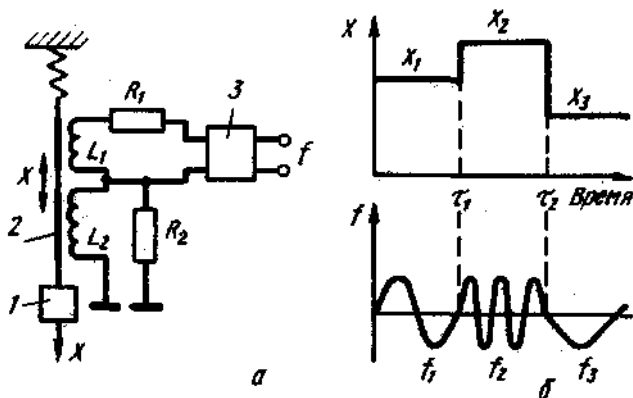 R₁
3
L₁
f
X
2
L₂
R₂
1
X
а
X
X₁
X₂
X₃
τ₁
τ₂
Время
f
f₁
f₂
f₃
б